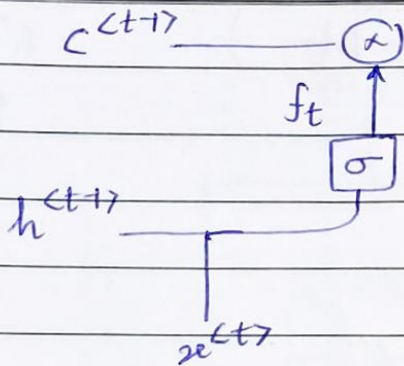 c<t-1> ×
f_t
σ
h<t-1>
x<t>